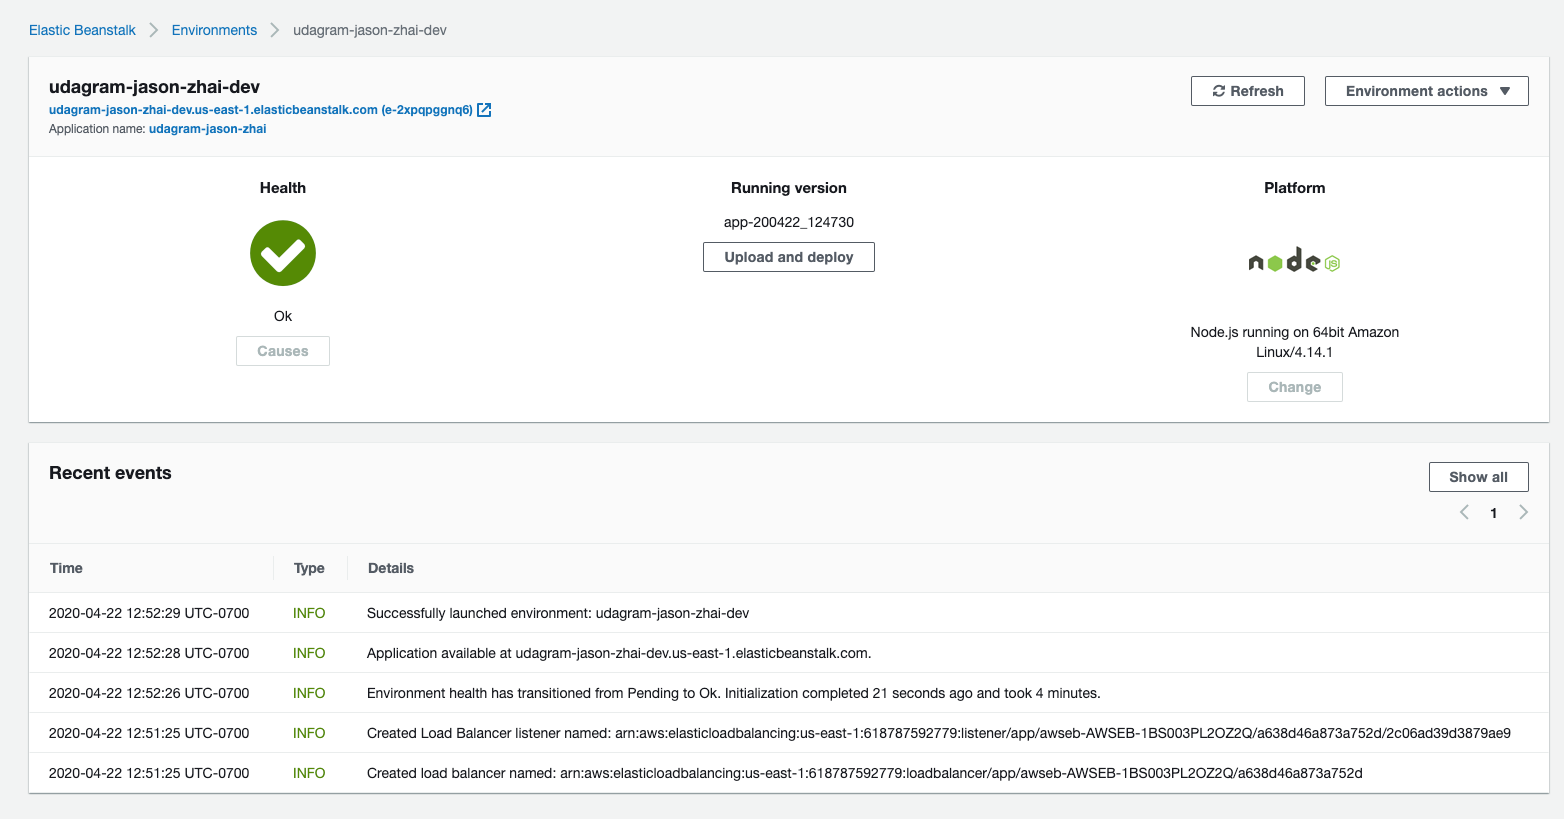 Elastic Beanstalk > Environments > udagram-jason-zhai-dev
udagram-jason-zhai-dev
udagram-jason-zhai-dev.us-east-1.elasticbeanstalk.com (e-2xpqpggnq6)
Application name: udagram-jason-zhai
Refresh
Environment actions
Health
Ok
Causes
Running version
app-200422_124730
Upload and deploy
Platform
node JS
Node.js running on 64bit Amazon
Linux/4.14.1
Change
Recent events
Show all
1
Time Type Details
2020-04-22 12:52:29 UTC-0700 INFO Successfully launched environment: udagram-jason-zhai-dev
2020-04-22 12:52:28 UTC-0700 INFO Application available at udagram-jason-zhai-dev.us-east-1.elasticbeanstalk.com.
2020-04-22 12:52:26 UTC-0700 INFO Environment health has transitioned from Pending to Ok. Initialization completed 21 seconds ago and took 4 minutes.
2020-04-22 12:51:25 UTC-0700 INFO Created Load Balancer listener named: arn:aws:elasticloadbalancing:us-east-1:618787592779:listener/app/awseb-AWSEB-1BS003PL2OZ2Q/a638d46a873a752d/2c06ad39d3879ae9
2020-04-22 12:51:25 UTC-0700 INFO Created load balancer named: arn:aws:elasticloadbalancing:us-east-1:618787592779:loadbalancer/app/awseb-AWSEB-1BS003PL2OZ2Q/a638d46a873a752d